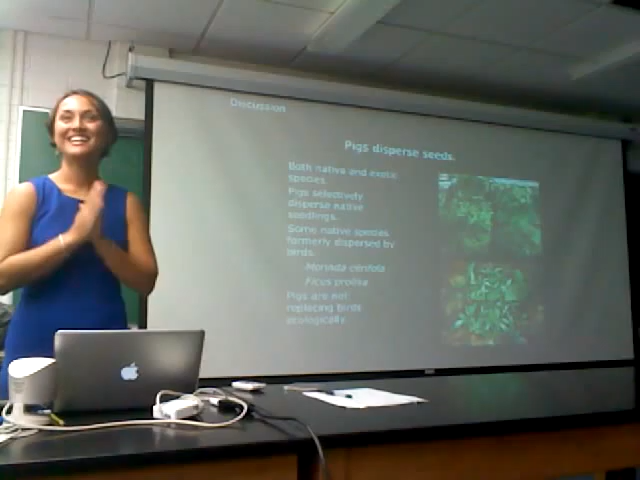 Discussion
Pigs disperse seeds.
Both native and exotic
species.
Pigs selectively
disperse native
seedlings.
Some native species
formerly dispersed by
birds.
Morinda citrifolia
Ficus prolixa
Pigs are not
replacing birds
ecologically.